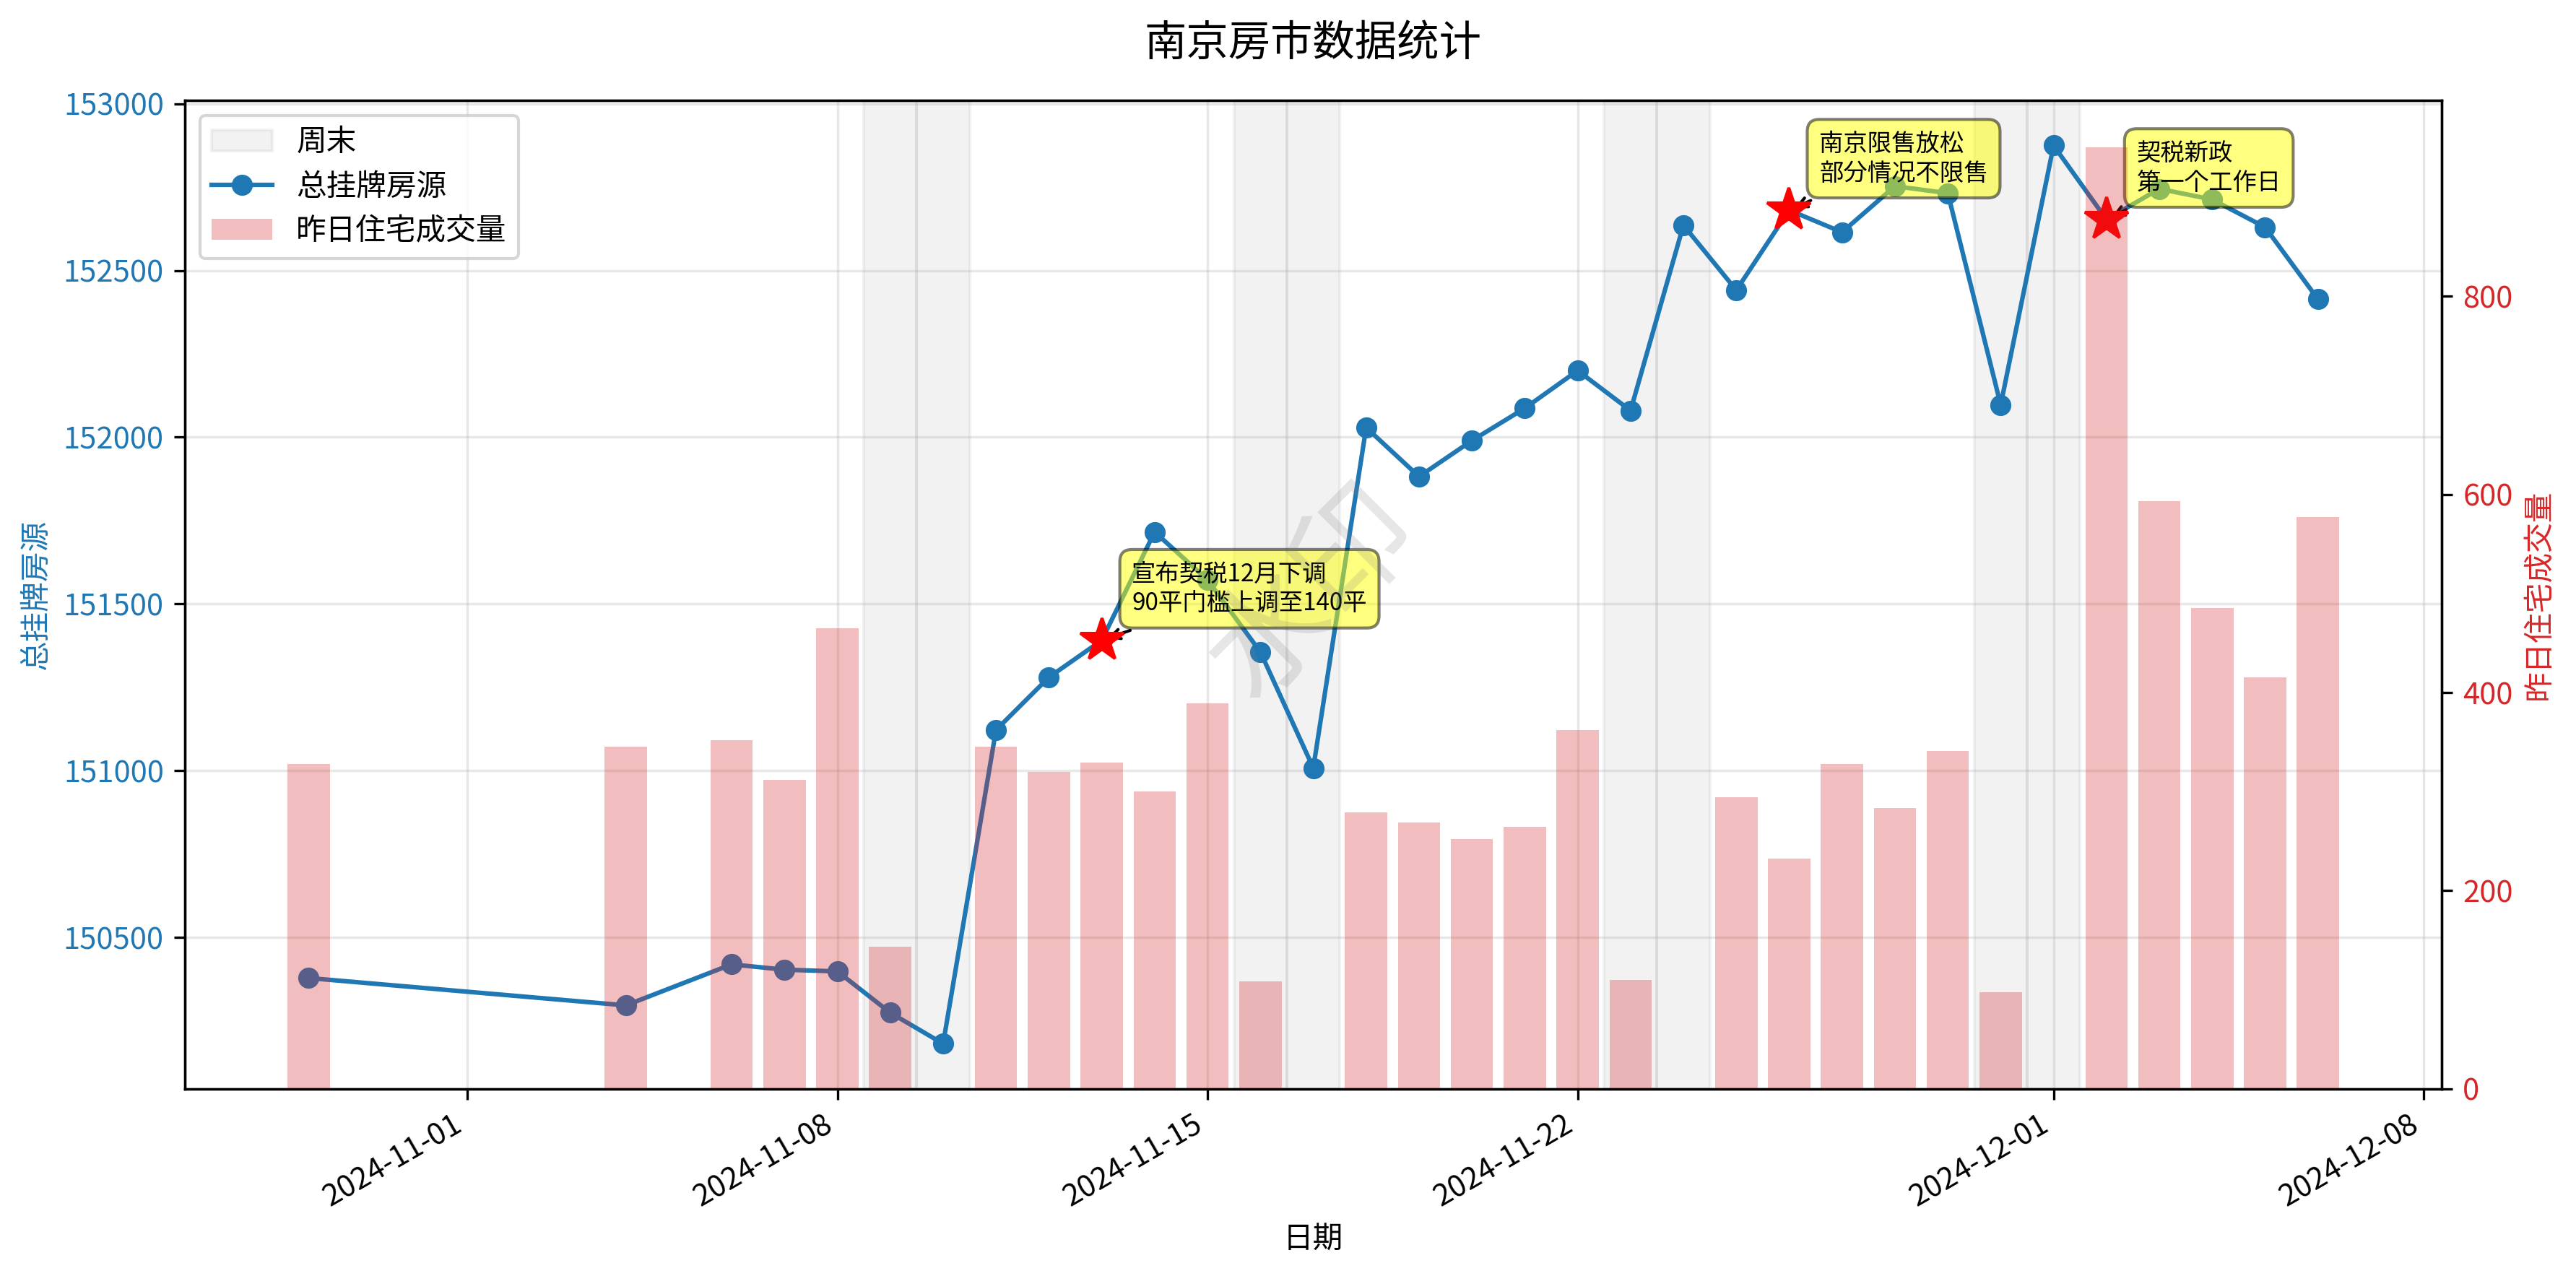 南京房市数据统计
153000
152500
152000
151500
151000
150500
总挂牌房源
周末
总挂牌房源
昨日住宅成交量
宣布契税12月下调
90平门槛上调至140平
南京限售放松
部分情况不限售
契税新政
第一个工作日
水印
800
600
400
200
0
昨日住宅成交量
2024-11-01
2024-11-08
2024-11-15
2024-11-22
2024-12-01
2024-12-08
日期